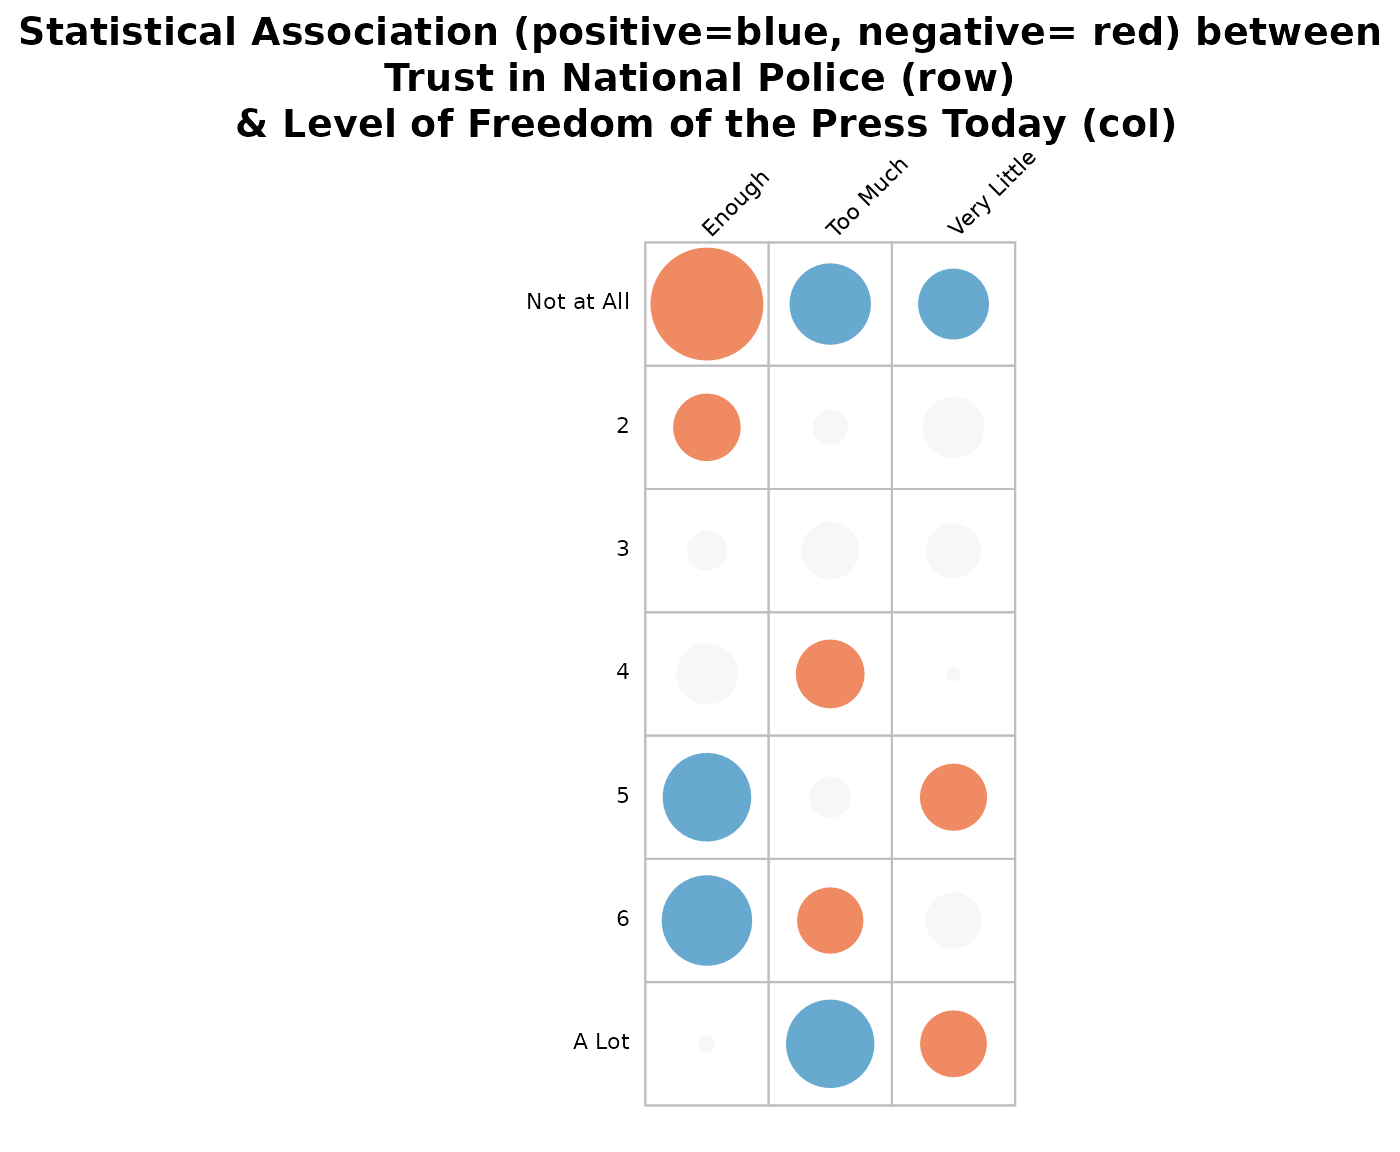 Statistical Association (positive=blue, negative= red) between
Trust in National Police (row)
& Level of Freedom of the Press Today (col)
Enough
Too Much
Very Little
Not at All
2
3
4
5
6
A Lot